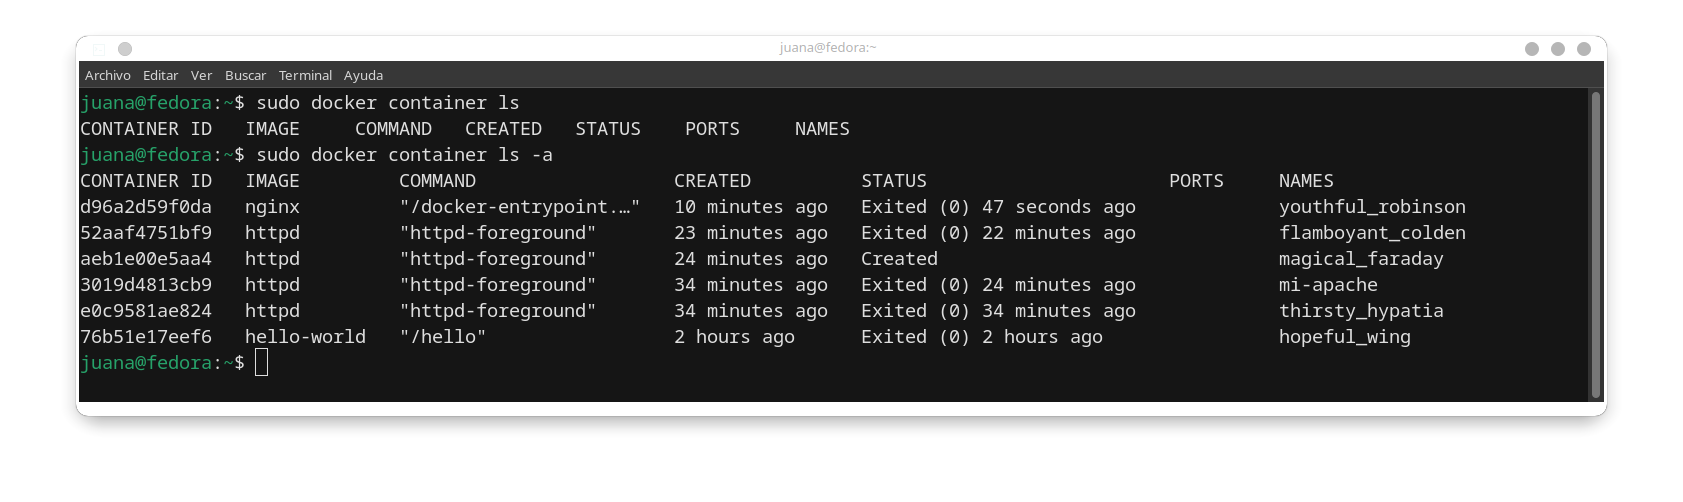 juana@fedora:~
Archivo Editar Ver Buscar Terminal Ayuda
juana@fedora:~$ sudo docker container ls
CONTAINER ID   IMAGE     COMMAND   CREATED   STATUS    PORTS     NAMES
juana@fedora:~$ sudo docker container ls -a
CONTAINER ID   IMAGE         COMMAND                  CREATED          STATUS                      PORTS     NAMES
d96a2d59f0da   nginx         "/docker-entrypoint.…"   10 minutes ago   Exited (0) 47 seconds ago             youthful_robinson
52aaf4751bf9   httpd         "httpd-foreground"       23 minutes ago   Exited (0) 22 minutes ago             flamboyant_colden
aeb1e00e5aa4   httpd         "httpd-foreground"       24 minutes ago   Created                               magical_faraday
3019d4813cb9   httpd         "httpd-foreground"       34 minutes ago   Exited (0) 24 minutes ago             mi-apache
e0c9581ae824   httpd         "httpd-foreground"       34 minutes ago   Exited (0) 34 minutes ago             thirsty_hypatia
76b51e17eef6   hello-world   "/hello"                 2 hours ago      Exited (0) 2 hours ago                hopeful_wing
juana@fedora:~$